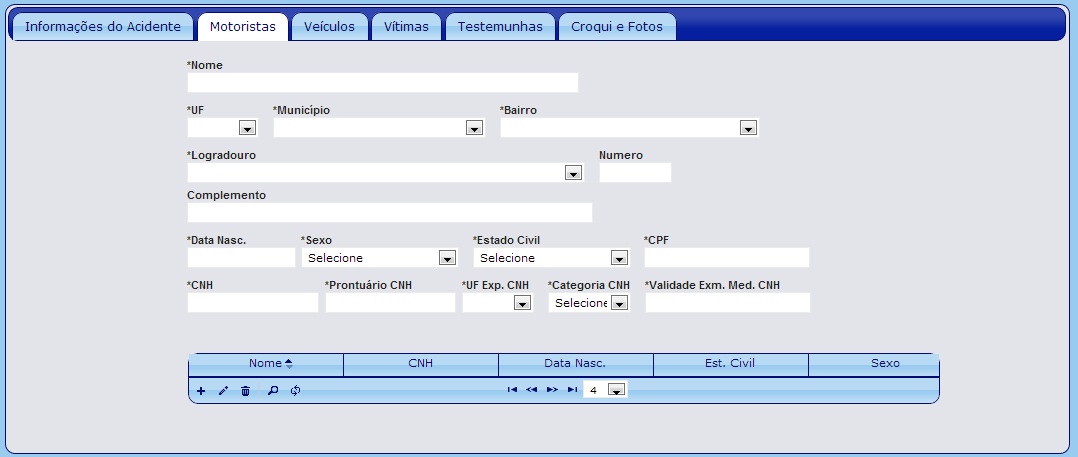 Informações do Acidente Motoristas Veículos Vítimas Testemunhas Croqui e Fotos
*Nome
*UF *Município *Bairro
*Logradouro Numero
Complemento
*Data Nasc. *Sexo *Estado Civil *CPF
Selecione Selecione
*CNH *Prontuário CNH *UF Exp. CNH *Categoria CNH *Validade Exm. Med. CNH
Selecione
Nome CNH Data Nasc. Est. Civil Sexo
4